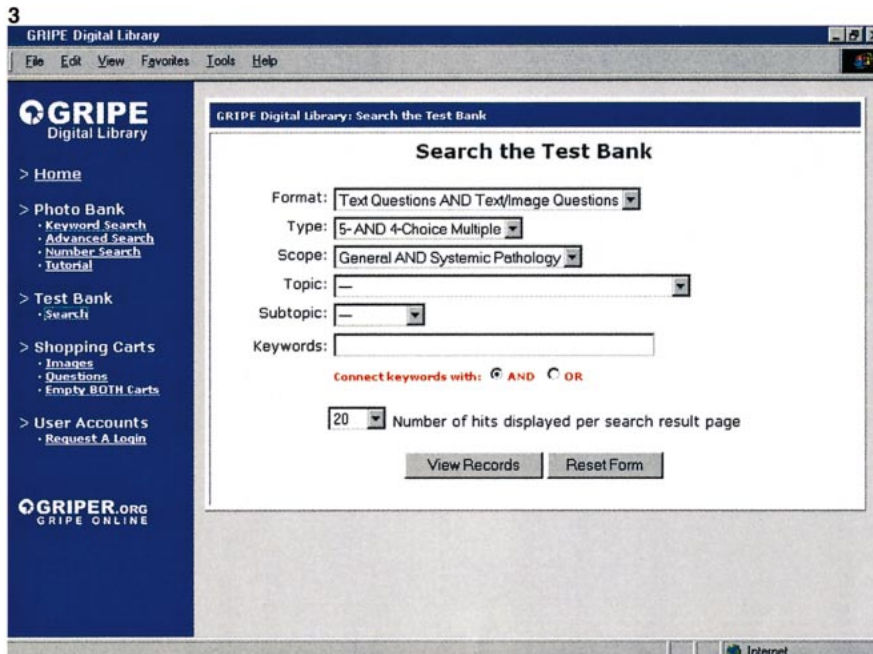 3
GRIPE Digital Library
File Edit View Favorites Tools Help
GRIPE
Digital Library
> Home
> Photo Bank
· Keyword Search
· Advanced Search
· Number Search
· Tutorial
> Test Bank
· Search
> Shopping Carts
· Images
· Questions
· Empty BOTH Carts
> User Accounts
· Request A Login
GRIPER.ORG
GRIPE ONLINE
GRIPE Digital Library: Search the Test Bank
Search the Test Bank
Format: Text Questions AND Text/Image Questions
Type: 5- AND 4-Choice Multiple
Scope: General AND Systemic Pathology
Topic: —
Subtopic: —
Keywords:
Connect keywords with: AND OR
20 Number of hits displayed per search result page
View Records Reset Form
Internet